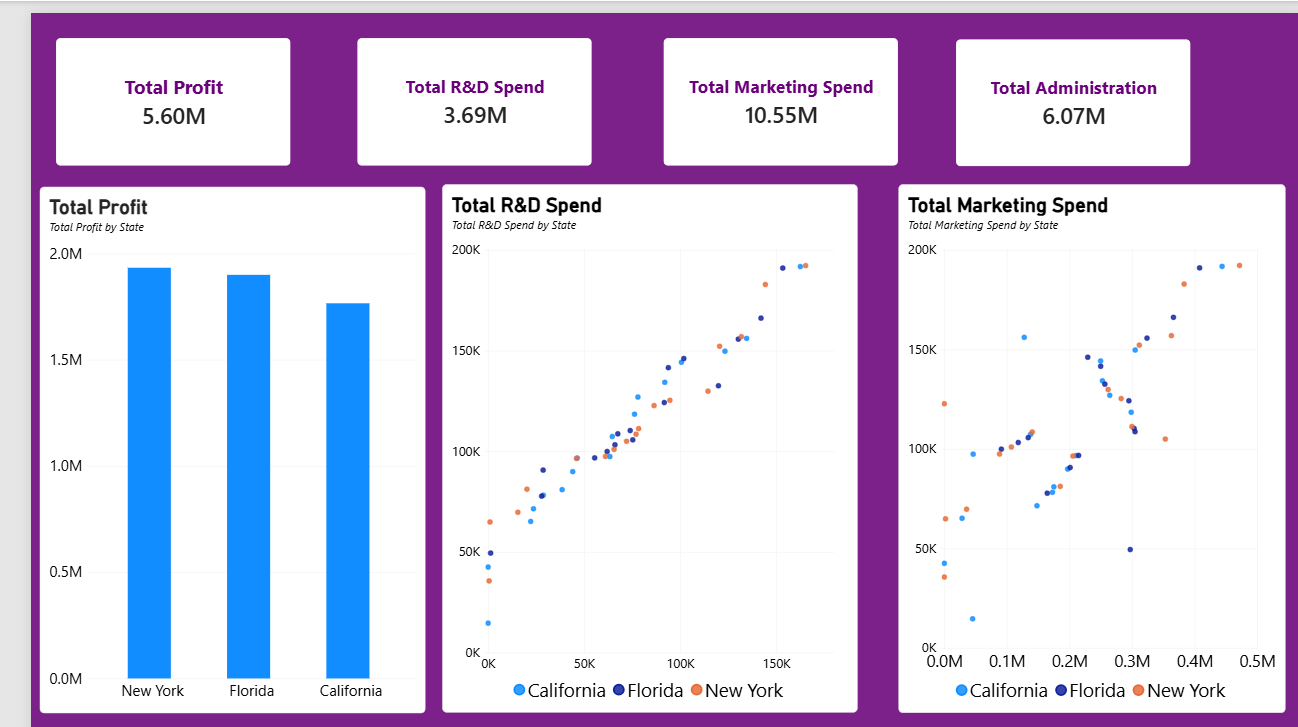 Total Profit
5.60M
Total R&D Spend
3.69M
Total Marketing Spend
10.55M
Total Administration
6.07M
Total Profit
Total Profit by State
2.0M
1.5M
1.0M
0.5M
0.0M
New York
Florida
California
Total R&D Spend
Total R&D Spend by State
200K
150K
100K
50K
0K
0K
50K
100K
150K
California
Florida
New York
Total Marketing Spend
Total Marketing Spend by State
200K
150K
100K
50K
0K
0.0M
0.1M
0.2M
0.3M
0.4M
0.5M
California
Florida
New York